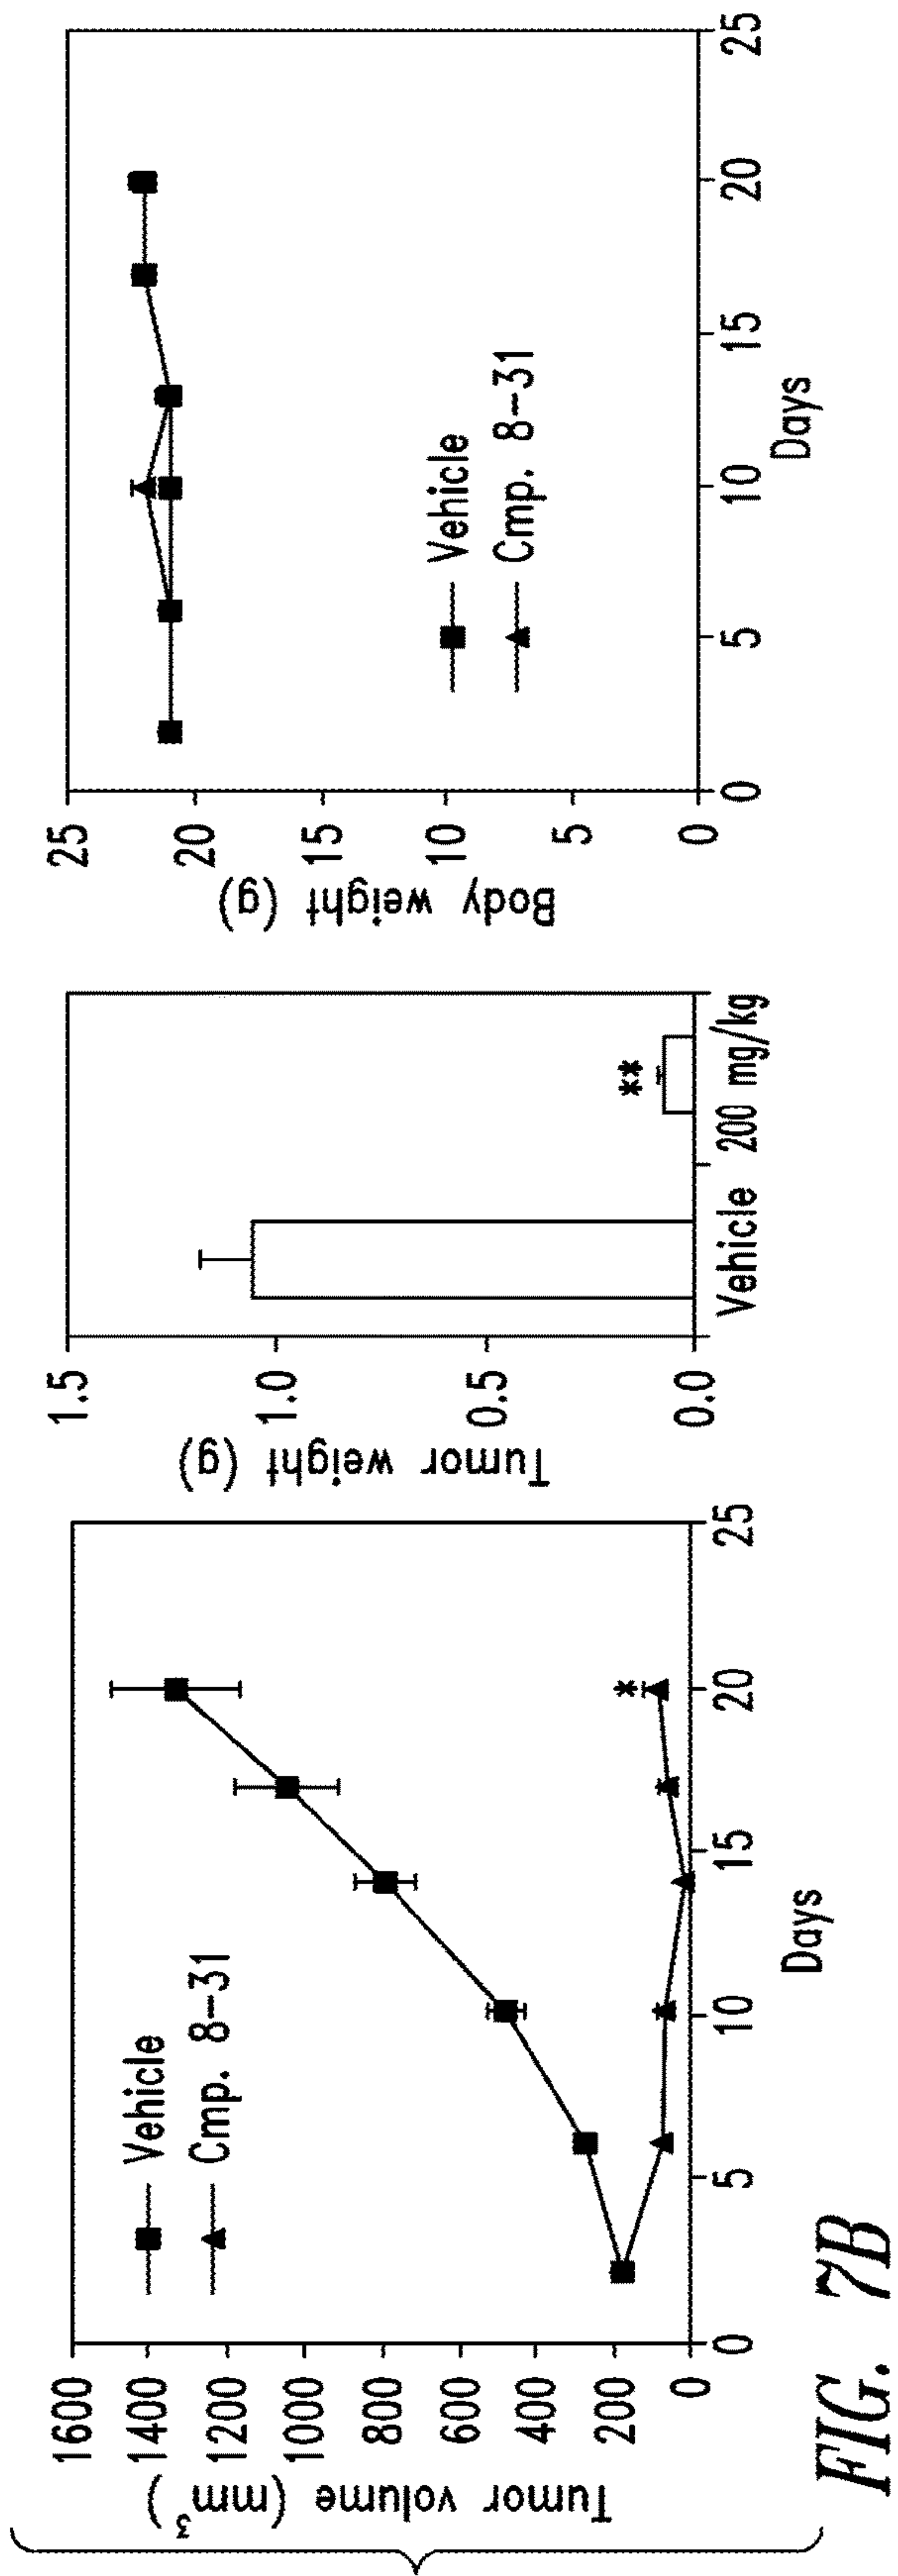 Tumor volume (mm³)
1600
1400
1200
1000
800
600
400
200
0
Vehicle
Cmp. 8-31
*
0 5 10 15 20 25
Days
Tumor weight (g)
1.5
1.0
0.5
0.0
**
Vehicle 200 mg/kg
Body weight (g)
25
20
15
10
5
0
Vehicle
Cmp. 8-31
0 5 10 15 20 25
Days
FIG. 7B